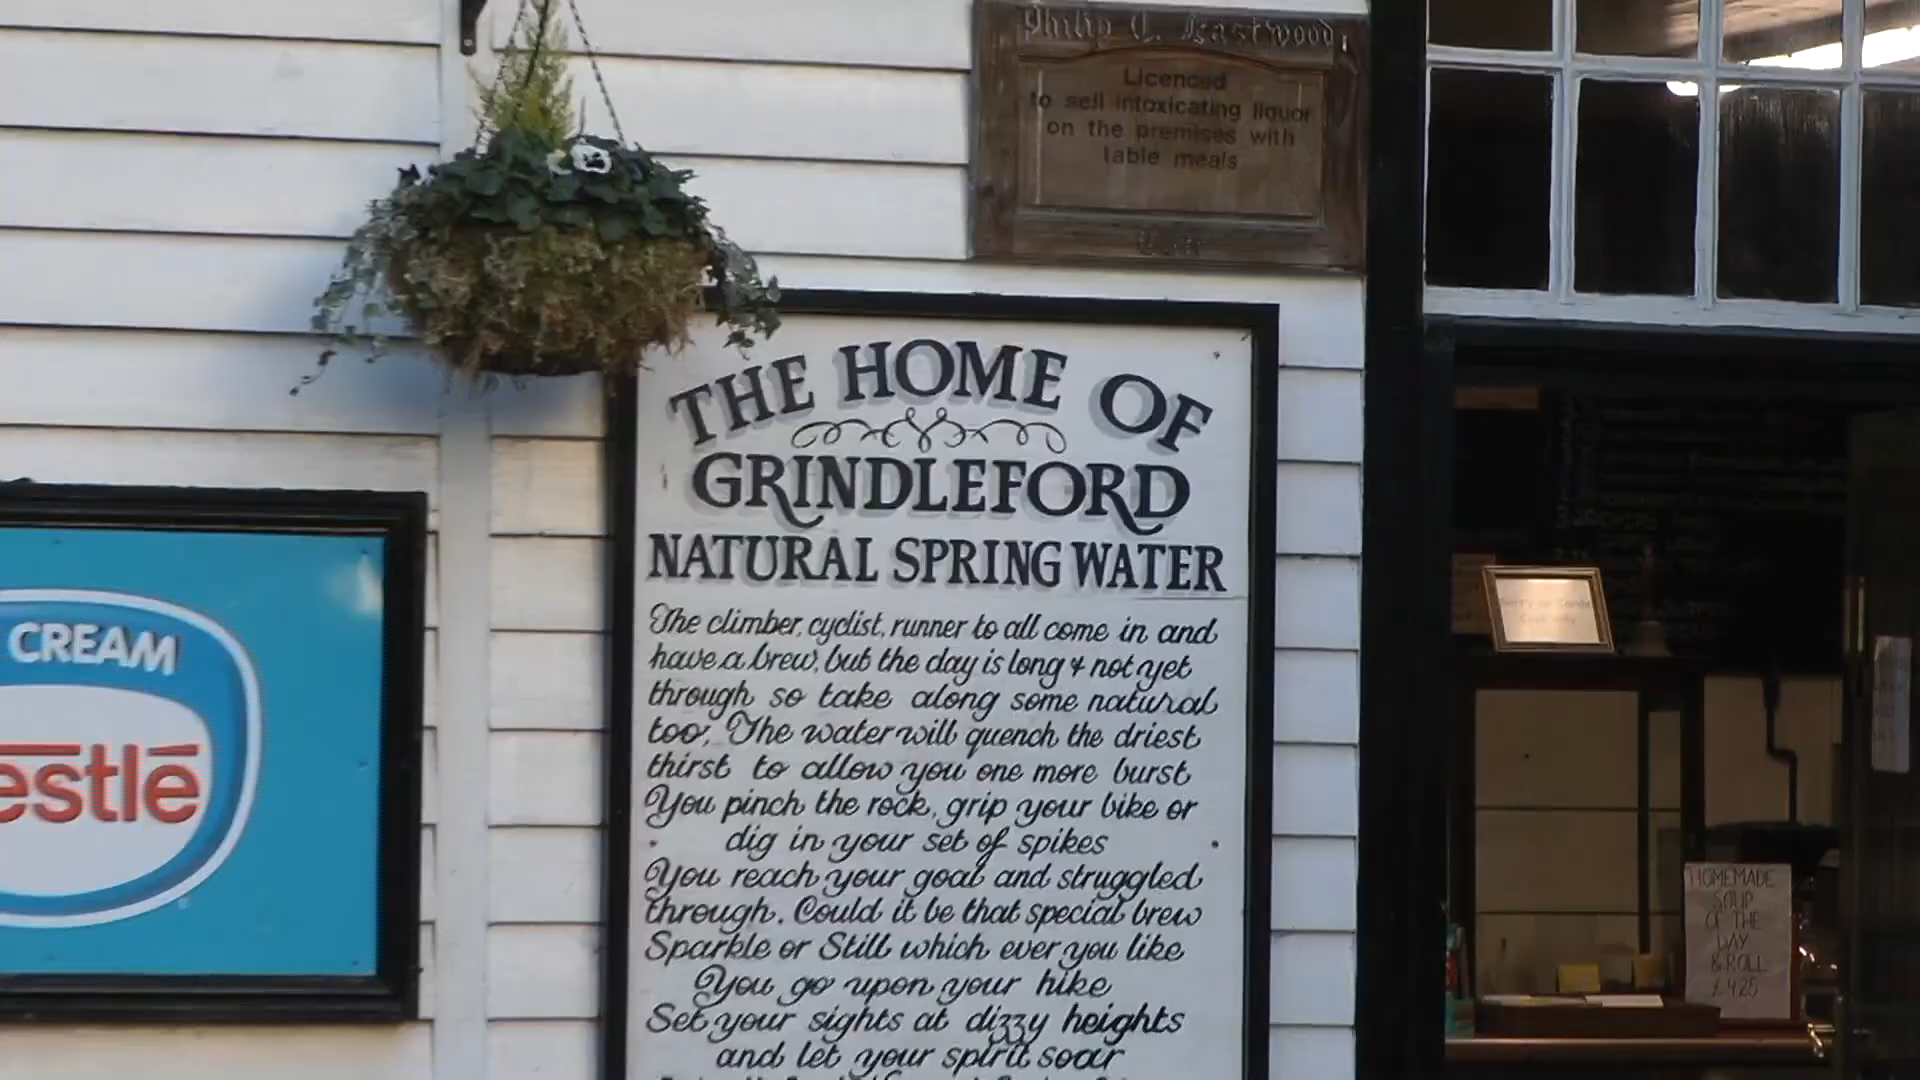 Philip C. Eastwood
Licenced
to sell intoxicating liquor
on the premises with
table meals
THE HOME OF
GRINDLEFORD
NATURAL SPRING WATER
The climber, cyclist, runner to all come in and
have a brew, but the day is long & not yet
through so take along some natural
too, The water will quench the driest
thirst to allow you one more burst
You pinch the rock, grip your bike or
dig in your set of spikes
You reach your goal and struggled
through. Could it be that special brew
Sparkle or Still which ever you like
You go upon your hike
Set your sights at dizzy heights
and let your spirit soar
CREAM
estlé
HOMEMADE
SOUP
OF THE
DAY
& ROLL
£4.25